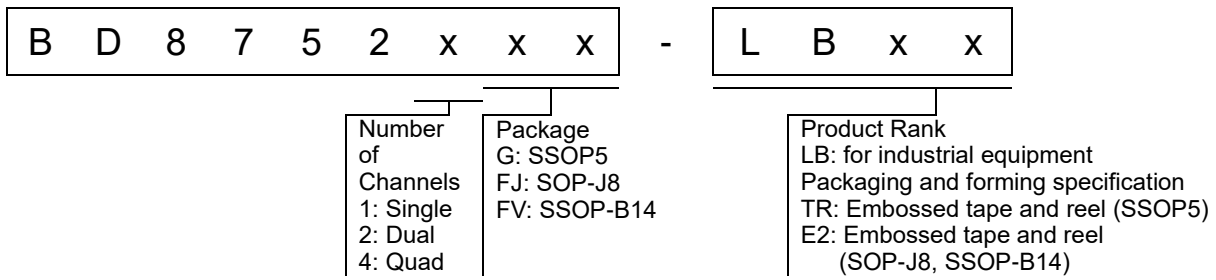 B D 8 7 5 2 x x x - L B x x
Number
of
Channels
1: Single
2: Dual
4: Quad
Package
G: SSOP5
FJ: SOP-J8
FV: SSOP-B14
Product Rank
LB: for industrial equipment
Packaging and forming specification
TR: Embossed tape and reel (SSOP5)
E2: Embossed tape and reel
(SOP-J8, SSOP-B14)